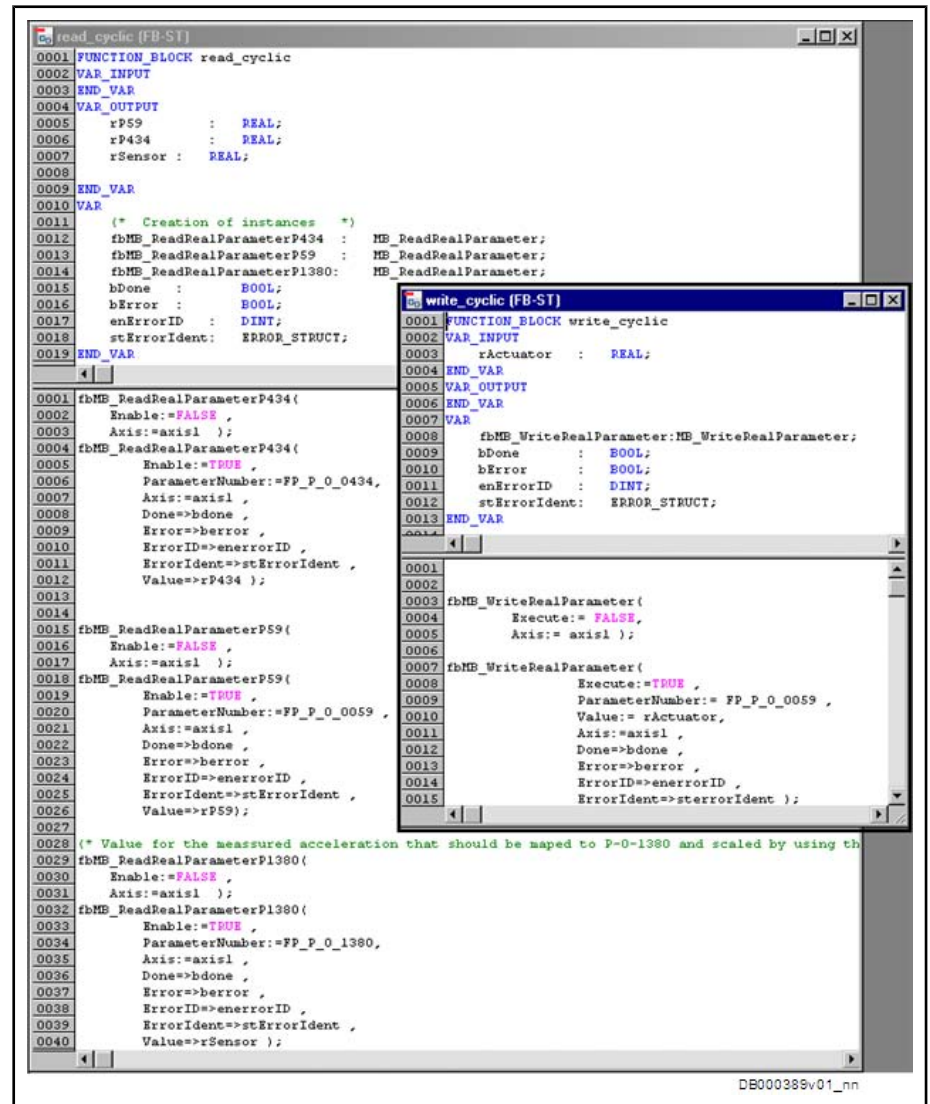 read_cyclic (FB-ST)
0001 FUNCTION_BLOCK read_cyclic
0002 VAR_INPUT
0003 END_VAR
0004 VAR_OUTPUT
0005 rP59 : REAL;
0006 rP434 : REAL;
0007 rSensor : REAL;
0008
0009 END_VAR
0010 VAR
0011 (* Creation of instances *)
0012 fbMB_ReadRealParameterP434 : MB_ReadRealParameter;
0013 fbMB_ReadRealParameterP59 : MB_ReadRealParameter;
0014 fbMB_ReadRealParameterP1380: MB_ReadRealParameter;
0015 bDone : BOOL;
0016 bError : BOOL;
0017 enErrorID : DINT;
0018 stErrorIdent: ERROR_STRUCT;
0019 END_VAR
0001 fbMB_ReadRealParameterP434(
0002 Enable:=FALSE ,
0003 Axis:=axis1 );
0004 fbMB_ReadRealParameterP434(
0005 Enable:=TRUE ,
0006 ParameterNumber:=FP_P_0_0434,
0007 Axis:=axis1 ,
0008 Done=>bdone ,
0009 Error=>berror ,
0010 ErrorID=>enerrorID ,
0011 ErrorIdent=>stErrorIdent ,
0012 Value=>rP434 );
0013
0014
0015 fbMB_ReadRealParameterP59(
0016 Enable:=FALSE ,
0017 Axis:=axis1 );
0018 fbMB_ReadRealParameterP59(
0019 Enable:=TRUE ,
0020 ParameterNumber:=FP_P_0_0059 ,
0021 Axis:=axis1 ,
0022 Done=>bdone ,
0023 Error=>berror ,
0024 ErrorID=>enerrorID ,
0025 ErrorIdent=>stErrorIdent ,
0026 Value=>rP59);
0027
0028 (* Value for the meassured acceleration that should be maped to P-0-1380 and scaled by using th
0029 fbMB_ReadRealParameterP1380(
0030 Enable:=FALSE ,
0031 Axis:=axis1 );
0032 fbMB_ReadRealParameterP1380(
0033 Enable:=TRUE ,
0034 ParameterNumber:=FP_P_0_1380,
0035 Axis:=axis1 ,
0036 Done=>bdone ,
0037 Error=>berror ,
0038 ErrorID=>enerrorID ,
0039 ErrorIdent=>stErrorIdent ,
0040 Value=>rSensor );
write_cyclic (FB-ST)
0001 FUNCTION_BLOCK write_cyclic
0002 VAR_INPUT
0003 rActuator : REAL;
0004 END_VAR
0005 VAR_OUTPUT
0006 END_VAR
0007 VAR
0008 fbMB_WriteRealParameter:MB_WriteRealParameter;
0009 bDone : BOOL;
0010 bError : BOOL;
0011 enErrorID : DINT;
0012 stErrorIdent: ERROR_STRUCT;
0013 END_VAR
0014
0001
0002
0003 fbMB_WriteRealParameter(
0004 Execute:= FALSE,
0005 Axis:= axis1 );
0006
0007 fbMB_WriteRealParameter(
0008 Execute:=TRUE ,
0009 ParameterNumber:= FP_P_0_0059 ,
0010 Value:= rActuator,
0011 Axis:=axis1 ,
0012 Done=>bdone ,
0013 Error=>berror ,
0014 ErrorID=>enerrorID ,
0015 ErrorIdent=>sterrorIdent );
DB000389v01_nn